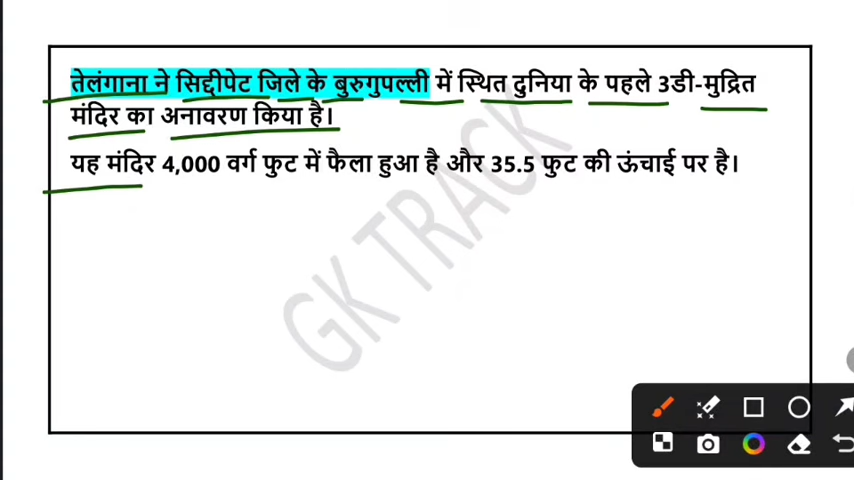 तेलंगाना ने सिद्दीपेट जिले के बुरुगुपल्ली में स्थित दुनिया के पहले 3डी-मुद्रित
मंदिर का अनावरण किया है।
यह मंदिर 4,000 वर्ग फुट में फैला हुआ है और 35.5 फुट की ऊंचाई पर है।
GK TRACK